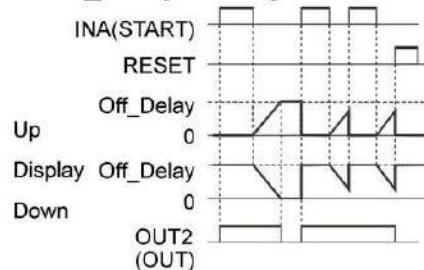 INA(START)
RESET
Off_Delay
Up
0
Display Off_Delay
0
Down
OUT2
(OUT)